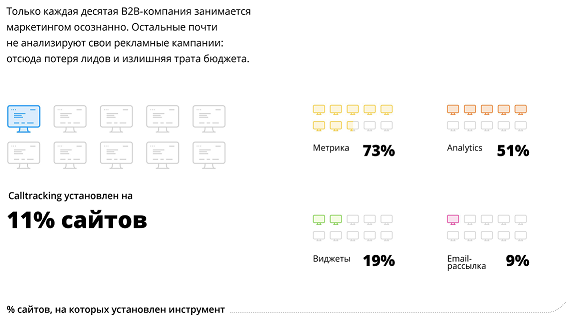 Только каждая десятая B2B-компания занимается
маркетингом осознанно. Остальные почти
не анализируют свои рекламные кампании:
отсюда потеря лидов и излишняя трата бюджета.
Calltracking установлен на
11% сайтов
Метрика 73%
Analytics 51%
Виджеты 19%
Email-
рассылка 9%
% сайтов, на которых установлен инструмент